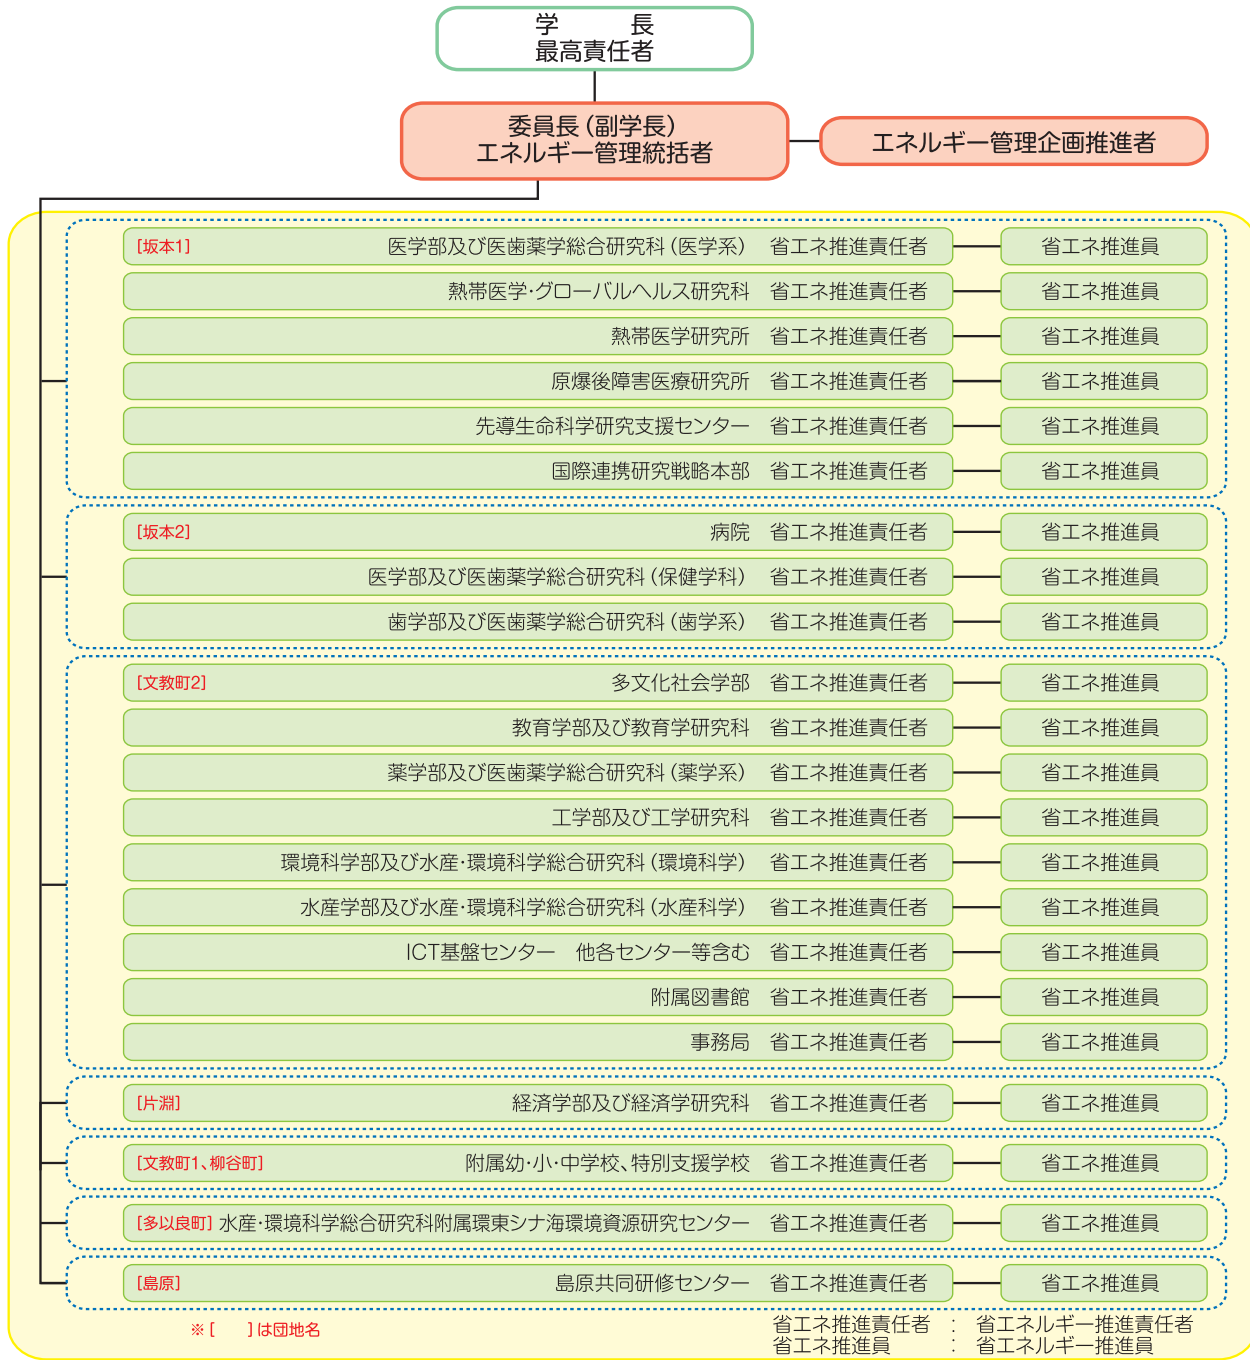 学　　　長
最高責任者
委員長（副学長）
エネルギー管理統括者
エネルギー管理企画推進者
[坂本1] 医学部及び医歯薬学総合研究科（医学系） 省エネ推進責任者 省エネ推進員
熱帯医学・グローバルヘルス研究科 省エネ推進責任者 省エネ推進員
熱帯医学研究所 省エネ推進責任者 省エネ推進員
原爆後障害医療研究所 省エネ推進責任者 省エネ推進員
先導生命科学研究支援センター 省エネ推進責任者 省エネ推進員
国際連携研究戦略本部 省エネ推進責任者 省エネ推進員
[坂本2] 病院 省エネ推進責任者 省エネ推進員
医学部及び医歯薬学総合研究科（保健学科） 省エネ推進責任者 省エネ推進員
歯学部及び医歯薬学総合研究科（歯学系） 省エネ推進責任者 省エネ推進員
[文教町2] 多文化社会学部 省エネ推進責任者 省エネ推進員
教育学部及び教育学研究科 省エネ推進責任者 省エネ推進員
薬学部及び医歯薬学総合研究科（薬学系） 省エネ推進責任者 省エネ推進員
工学部及び工学研究科 省エネ推進責任者 省エネ推進員
環境科学部及び水産・環境科学総合研究科（環境科学） 省エネ推進責任者 省エネ推進員
水産学部及び水産・環境科学総合研究科（水産科学） 省エネ推進責任者 省エネ推進員
ICT基盤センター　他各センター等含む 省エネ推進責任者 省エネ推進員
附属図書館 省エネ推進責任者 省エネ推進員
事務局 省エネ推進責任者 省エネ推進員
[片淵] 経済学部及び経済学研究科 省エネ推進責任者 省エネ推進員
[文教町1、柳谷町] 附属幼・小・中学校、特別支援学校 省エネ推進責任者 省エネ推進員
[多以良町] 水産・環境科学総合研究科附属環東シナ海環境資源研究センター 省エネ推進責任者 省エネ推進員
[島原] 島原共同研修センター 省エネ推進責任者 省エネ推進員
※[　　]は団地名
省エネ推進責任者　：　省エネルギー推進責任者
省エネ推進員　：　省エネルギー推進員